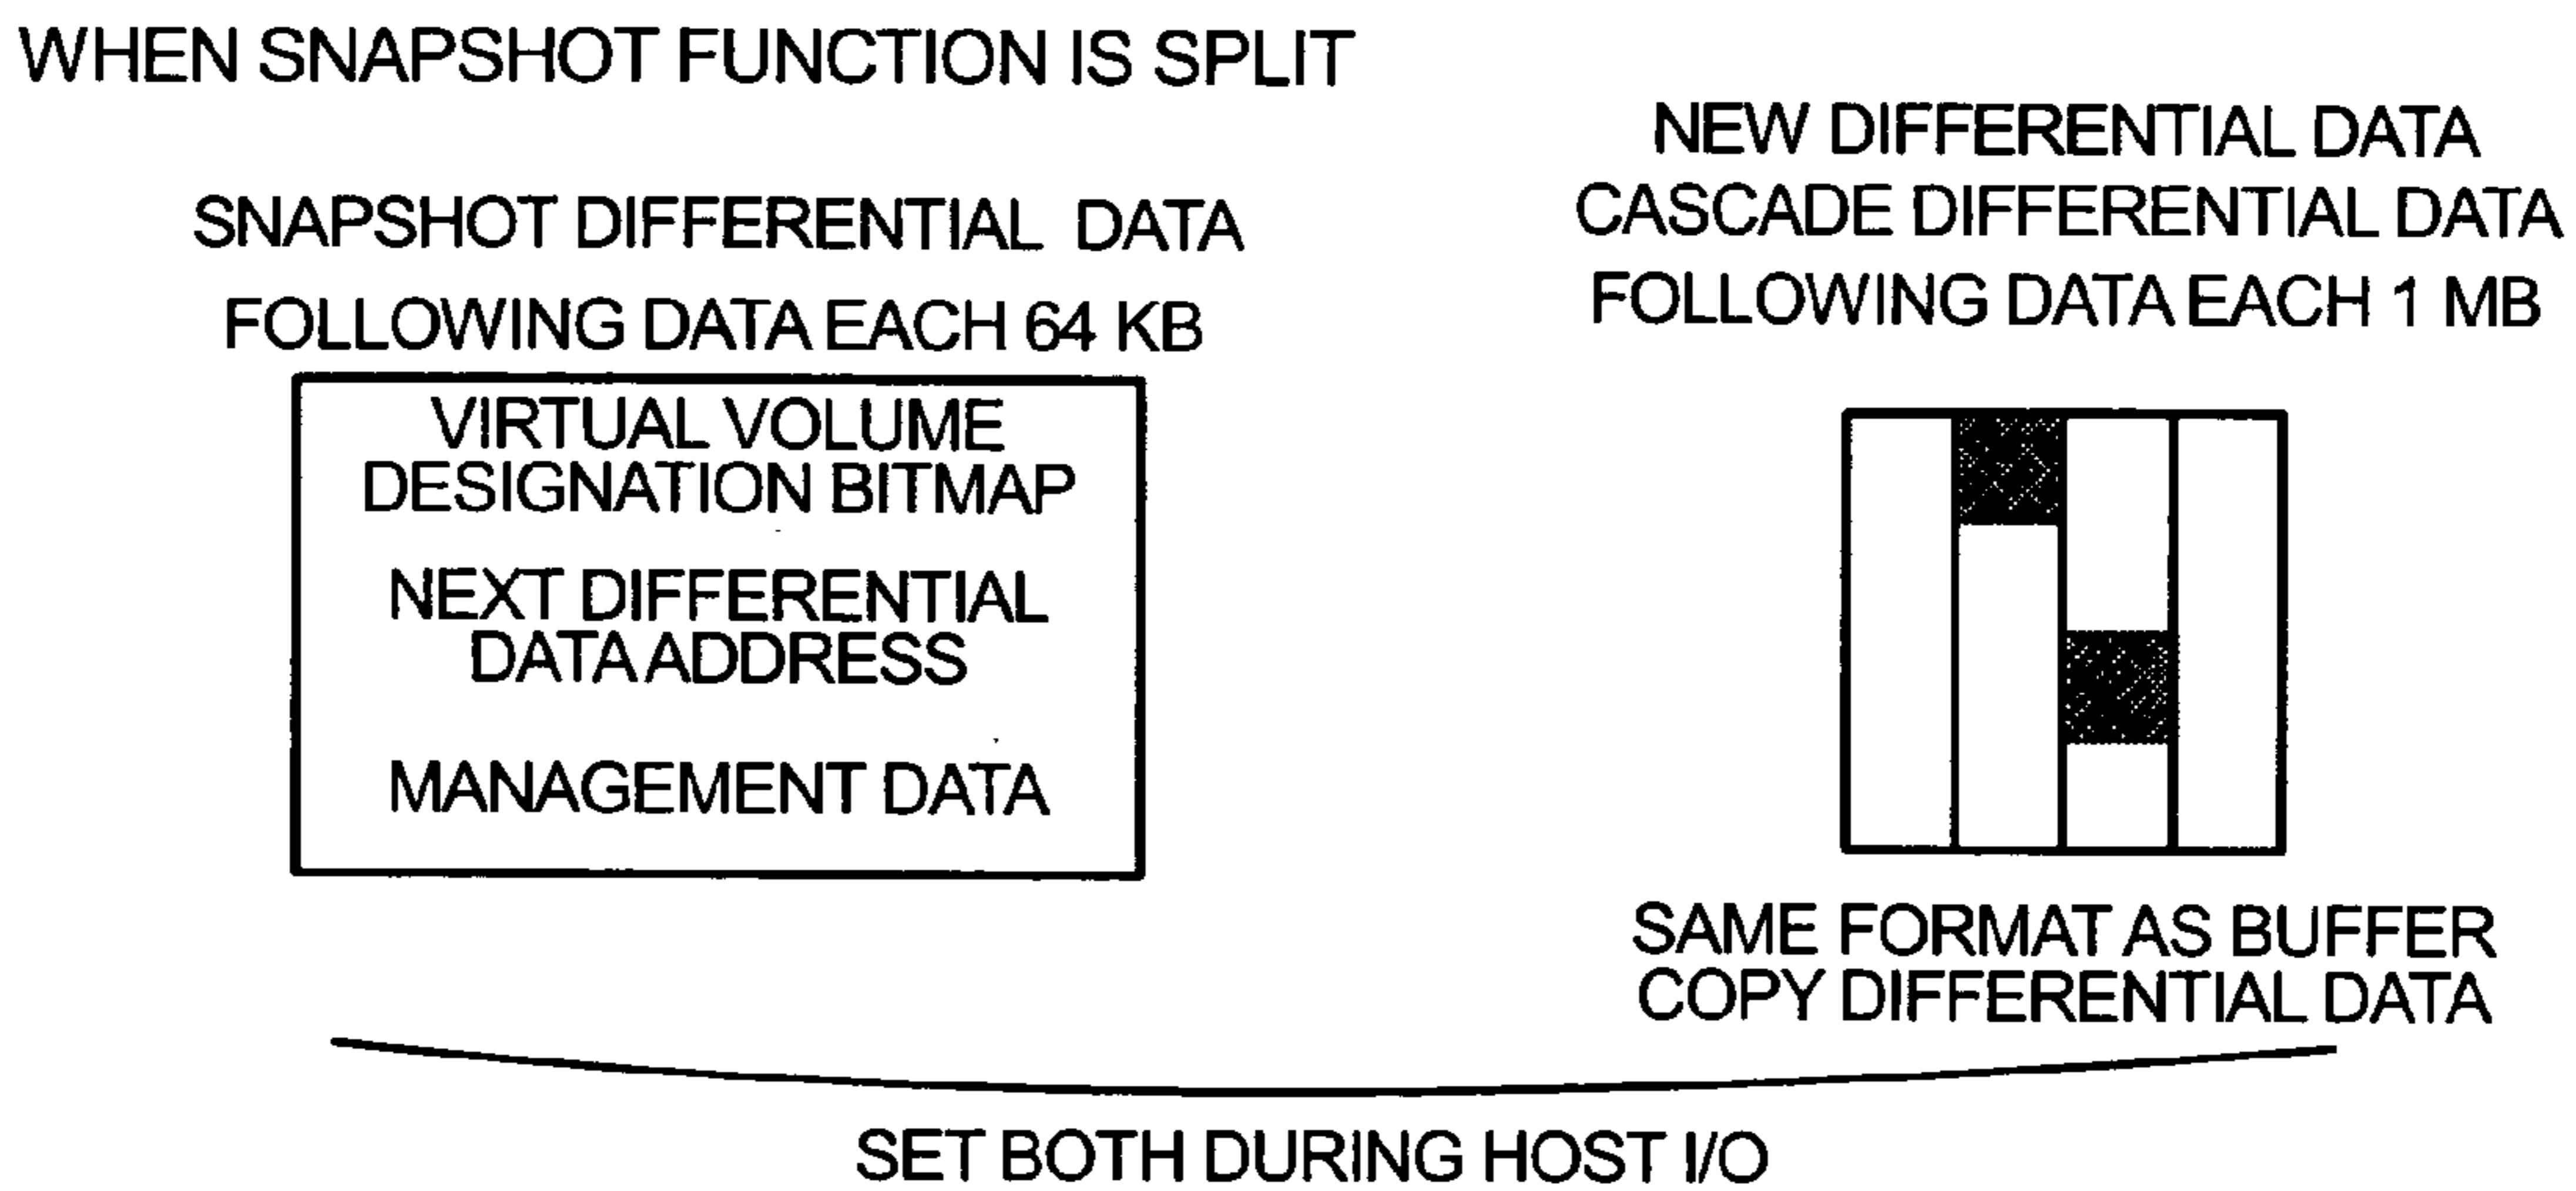 WHEN SNAPSHOT FUNCTION IS SPLIT
SNAPSHOT DIFFERENTIAL DATA
FOLLOWING DATA EACH 64 KB
VIRTUAL VOLUME
DESIGNATION BITMAP
NEXT DIFFERENTIAL
DATA ADDRESS
MANAGEMENT DATA
NEW DIFFERENTIAL DATA
CASCADE DIFFERENTIAL DATA
FOLLOWING DATA EACH 1 MB
SAME FORMAT AS BUFFER
COPY DIFFERENTIAL DATA
SET BOTH DURING HOST I/O